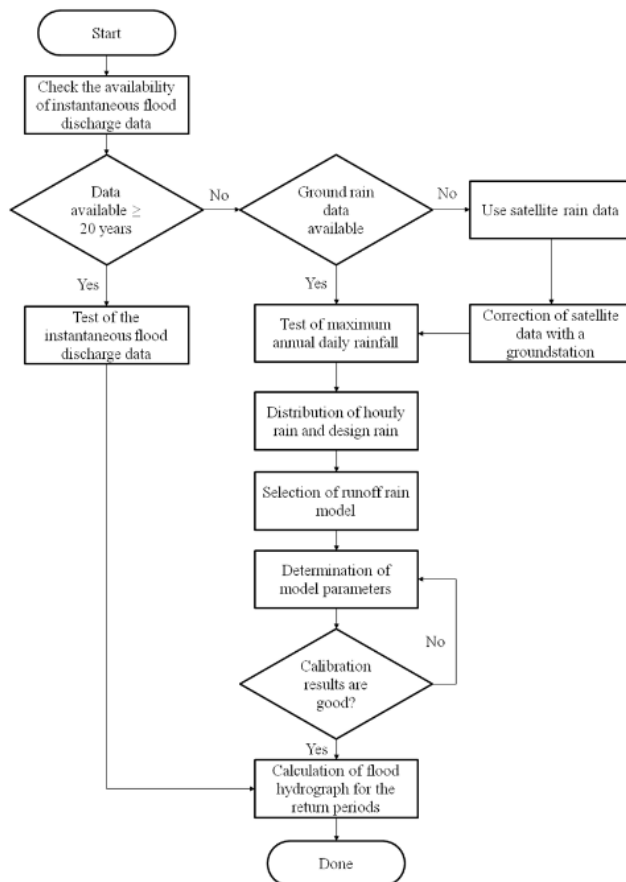 Start
Check the availability
of instantaneous flood
discharge data
Data
available ≥
20 years
No
Ground rain
data
available
No
Use satellite rain data
Yes
Yes
Test of the
instantaneous flood
discharge data
Test of maximum
annual daily rainfall
Correction of satellite
data with a
groundstation
Distribution of hourly
rain and design rain
Selection of runoff rain
model
Determination of
model parameters
No
Calibration
results are
good?
Yes
Calculation of flood
hydrograph for the
return periods
Done